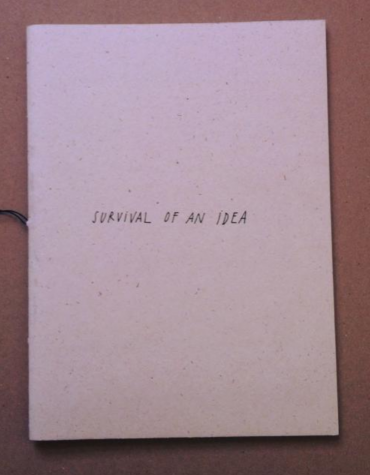 SURVIVAL OF AN IDEA